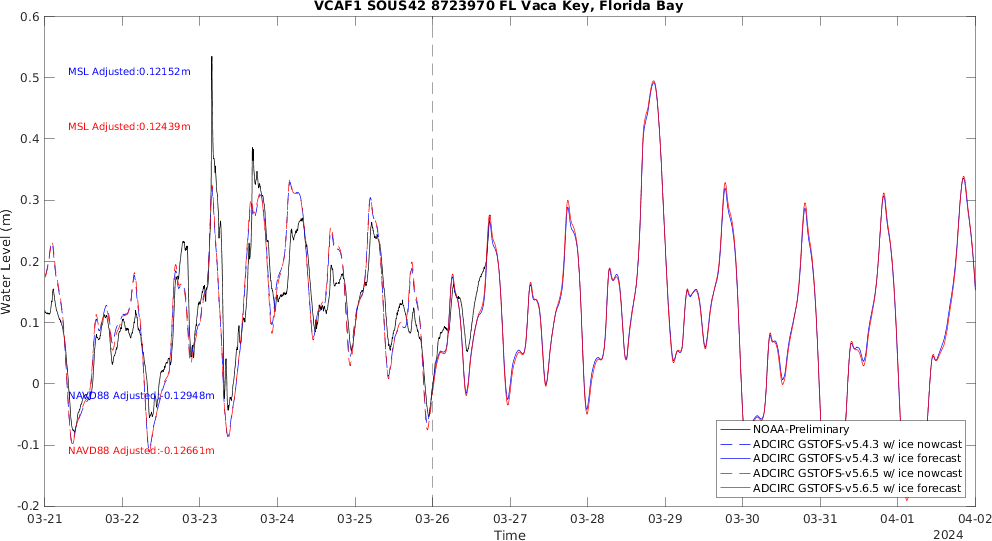 VCAF1 SOUS42 8723970 FL Vaca Key, Florida Bay
0.6
0.5
0.4
0.3
0.2
0.1
0
-0.1
-0.2
Water Level (m)
MSL Adjusted:0.12152m
MSL Adjusted:0.12439m
NAVD88 Adjusted:-0.12948m
NAVD88 Adjusted:-0.12661m
NOAA-Preliminary
ADCIRC GSTOFS-v5.4.3 w/ ice nowcast
ADCIRC GSTOFS-v5.4.3 w/ ice forecast
ADCIRC GSTOFS-v5.6.5 w/ ice nowcast
ADCIRC GSTOFS-v5.6.5 w/ ice forecast
03-21 03-22 03-23 03-24 03-25 03-26 03-27 03-28 03-29 03-30 03-31 04-01 04-02
Time
2024